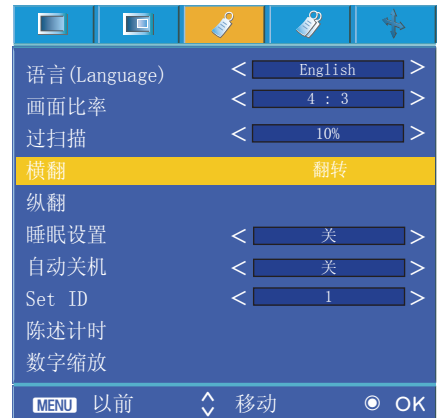 语言(Language) < English >
画面比率 < 4 : 3 >
过扫描 < 10% >
横翻 翻转
纵翻
睡眠设置 < 关 >
自动关机 < 关 >
Set ID < 1 >
陈述计时
数字缩放
MENU 以前 移动 OK